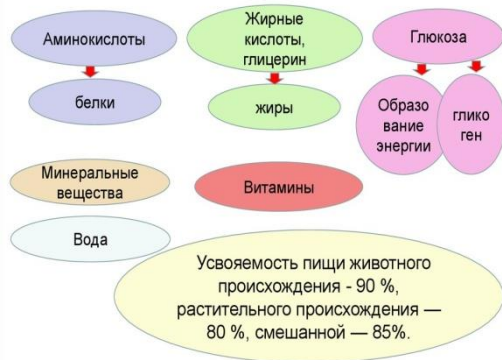 Аминокислоты
белки
Жирные
кислоты,
глицерин
жиры
Глюкоза
Образо
вание
энергии
глико
ген
Минеральные
вещества
Витамины
Вода
Усвояемость пищи животного
происхождения - 90 %,
растительного происхождения —
80 %, смешанной — 85%.